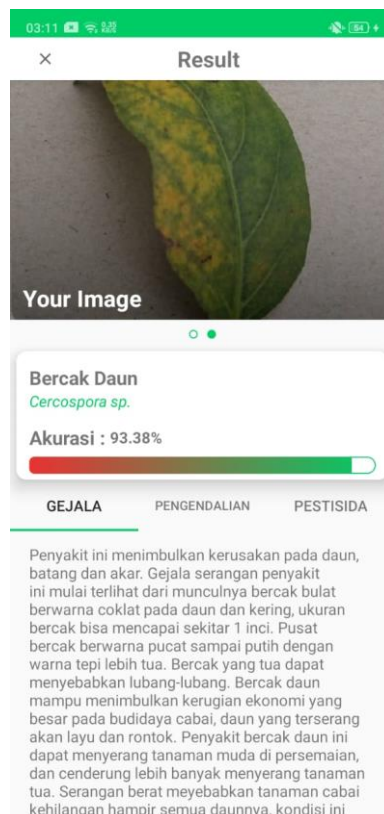 03:11 0.35 KB/S 54
× Result
Your Image
Bercak Daun
Cercospora sp.
Akurasi : 93.38%
GEJALA PENGENDALIAN PESTISIDA
Penyakit ini menimbulkan kerusakan pada daun,
batang dan akar. Gejala serangan penyakit
ini mulai terlihat dari munculnya bercak bulat
berwarna coklat pada daun dan kering, ukuran
bercak bisa mencapai sekitar 1 inci. Pusat
bercak berwarna pucat sampai putih dengan
warna tepi lebih tua. Bercak yang tua dapat
menyebabkan lubang-lubang. Bercak daun
mampu menimbulkan kerugian ekonomi yang
besar pada budidaya cabai, daun yang terserang
akan layu dan rontok. Penyakit bercak daun ini
dapat menyerang tanaman muda di persemaian,
dan cenderung lebih banyak menyerang tanaman
tua. Serangan berat meyebabkan tanaman cabai
kehilangan hampir semua daunnya, kondisi ini